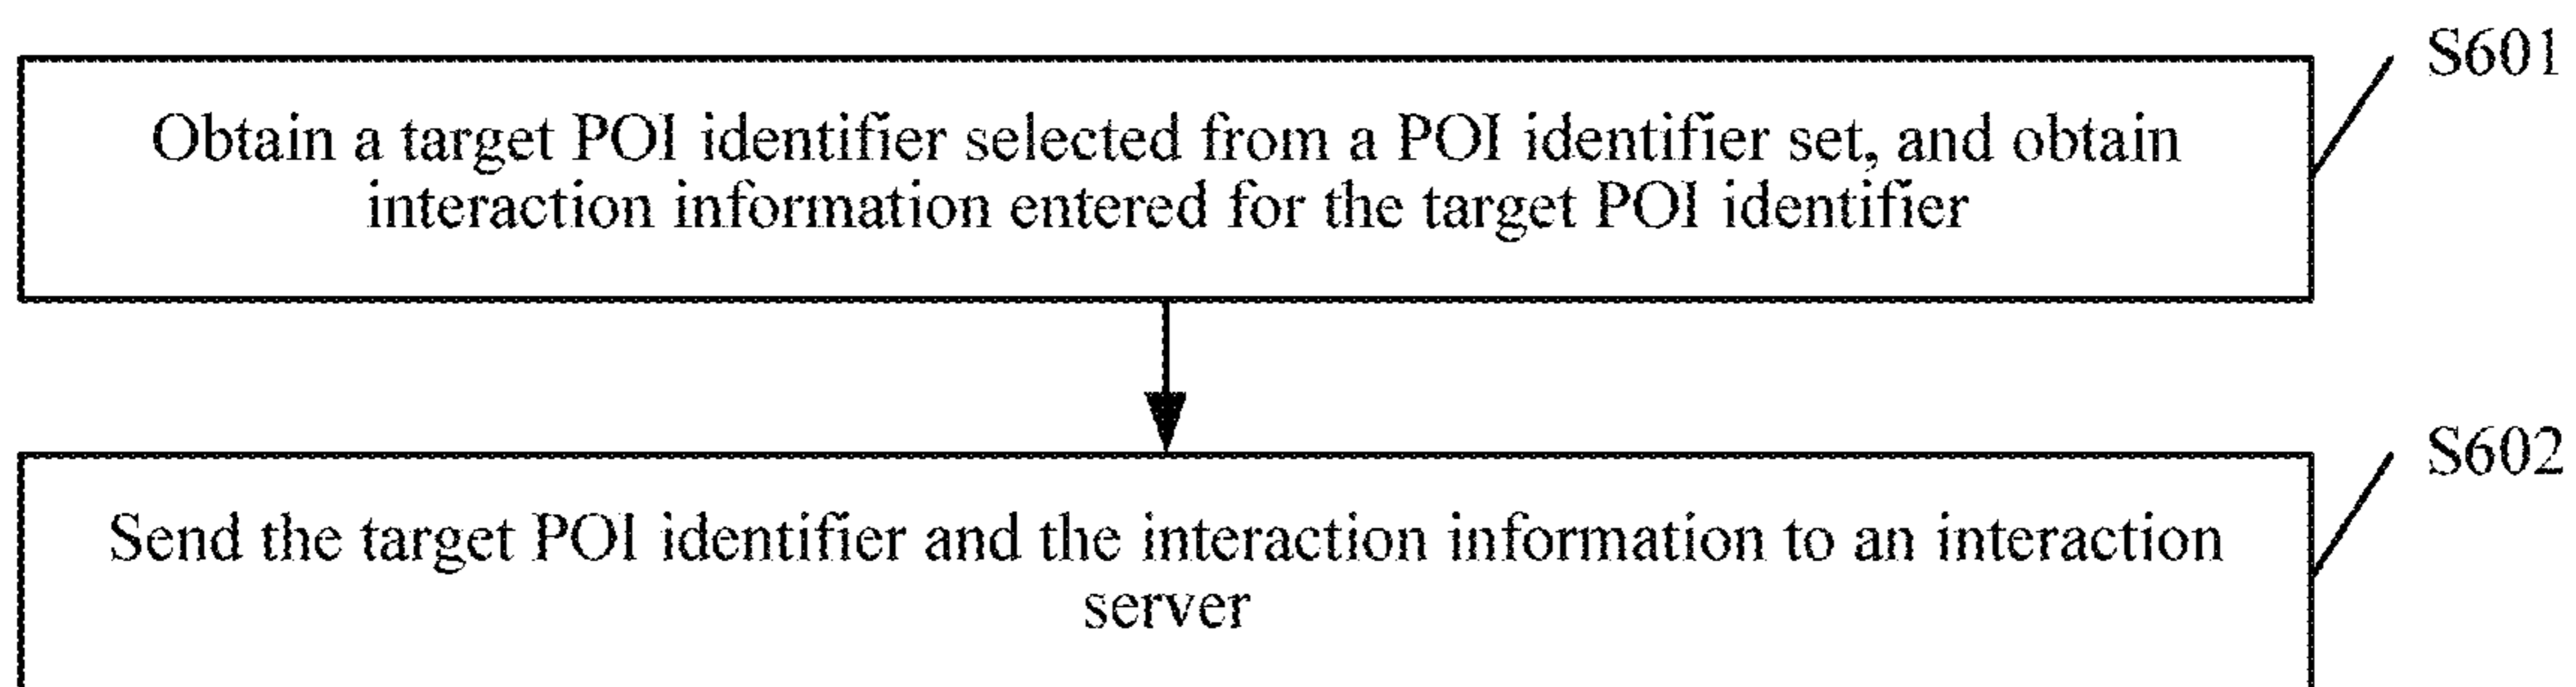 S601
Obtain a target POI identifier selected from a POI identifier set, and obtain
interaction information entered for the target POI identifier
S602
Send the target POI identifier and the interaction information to an interaction
server